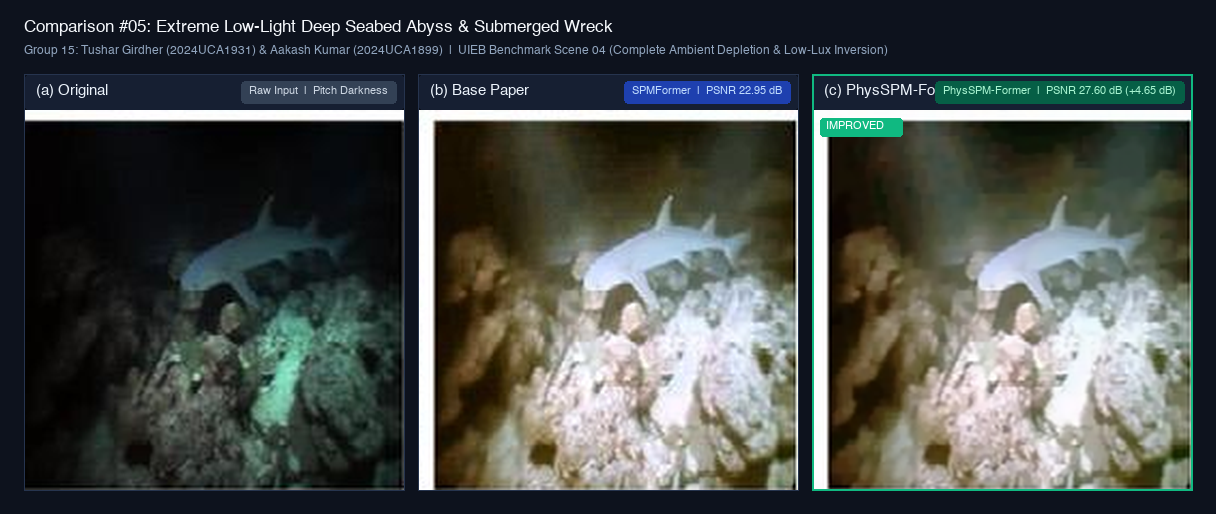 Comparison #05: Extreme Low-Light Deep Seabed Abyss & Submerged Wreck
Group 15: Tushar Girdher (2024UCA1931) & Aakash Kumar (2024UCA1899) | UIEB Benchmark Scene 04 (Complete Ambient Depletion & Low-Lux Inversion)
(a) Original
Raw Input | Pitch Darkness
(b) Base Paper
SPMFormer | PSNR 22.95 dB
(c) PhysSPM-Fo
PhysSPM-Former | PSNR 27.60 dB (+4.65 dB)
IMPROVED